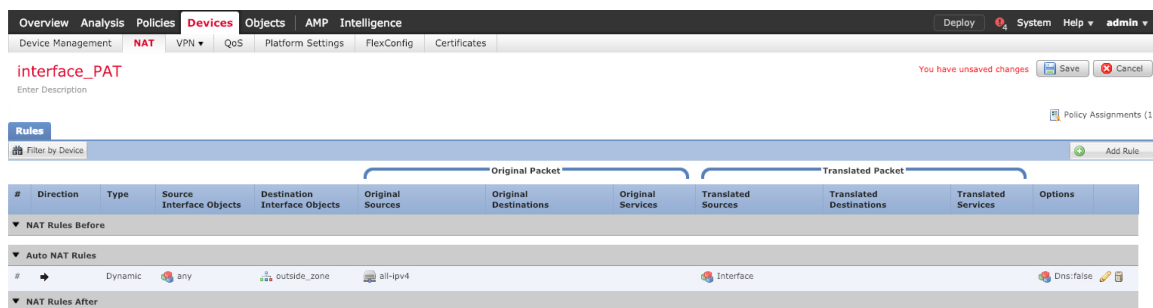 Overview Analysis Policies Devices Objects AMP Intelligence Deploy 4 System Help admin
Device Management NAT VPN QoS Platform Settings FlexConfig Certificates
interface_PAT You have unsaved changes Save Cancel
Enter Description
Policy Assignments (1
Rules
Filter by Device Add Rule
Original Packet Translated Packet
# Direction Type Source Interface Objects Destination Interface Objects Original Sources Original Destinations Original Services Translated Sources Translated Destinations Translated Services Options
NAT Rules Before
Auto NAT Rules
# Dynamic any outside_zone all-ipv4 Interface Dns:false
NAT Rules After